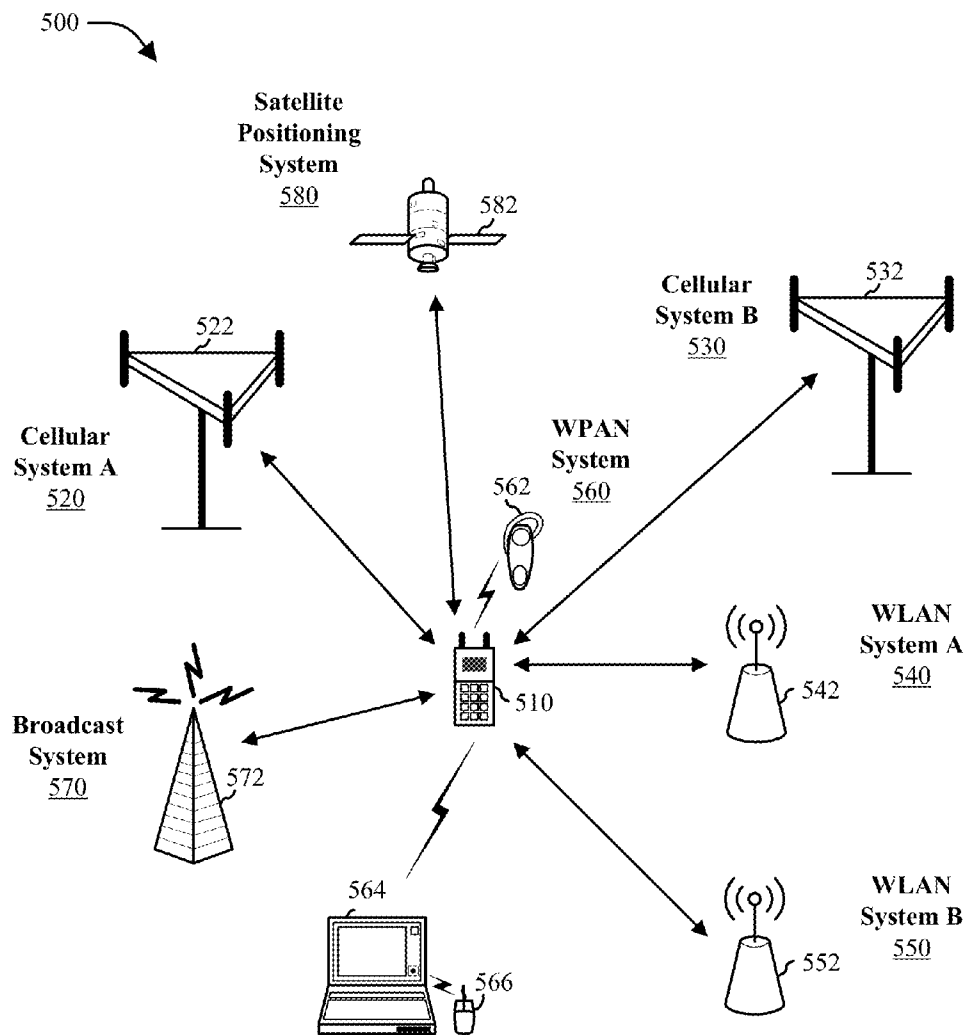 500
Satellite
Positioning
System
580
582
Cellular
System B
530
532
522
Cellular
System A
520
WPAN
System
560
562
WLAN
System A
540
542
510
Broadcast
System
570
572
564
566
WLAN
System B
550
552